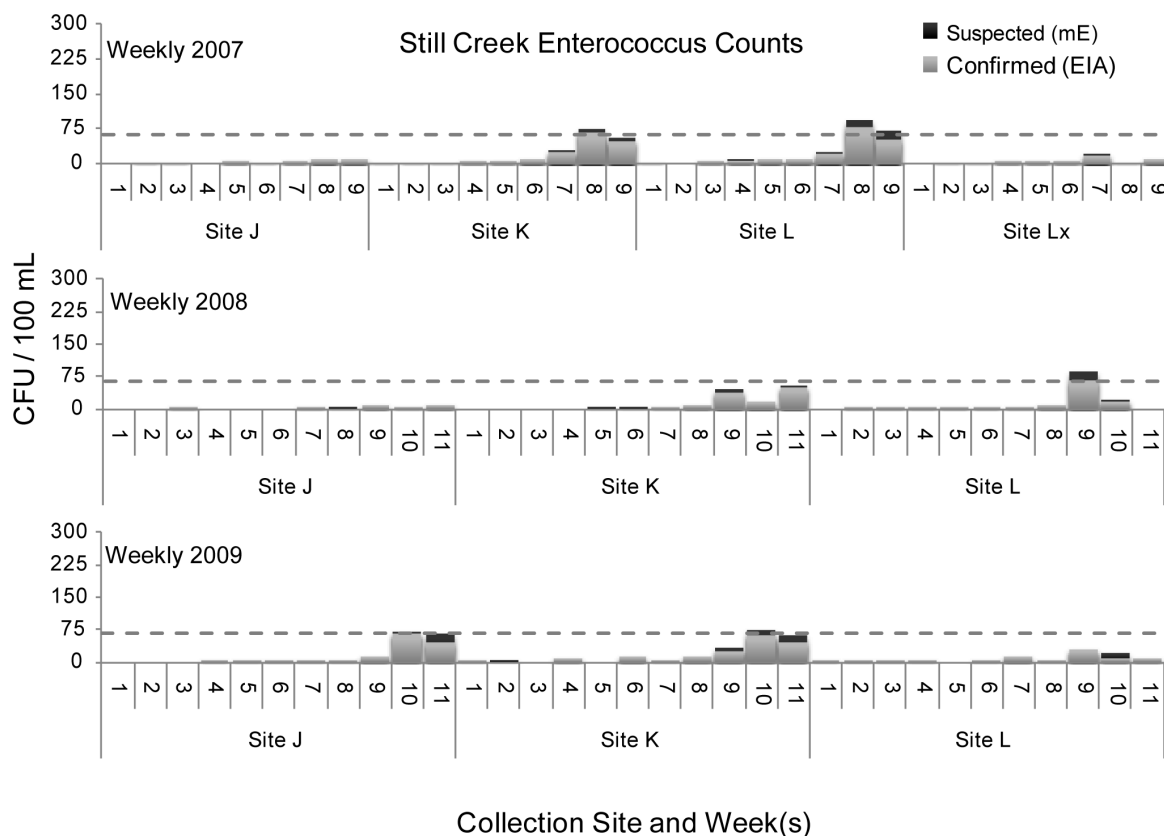 Still Creek Enterococcus Counts
Suspected (mE)
Confirmed (EIA)
CFU / 100 mL
Weekly 2007
300
225
150
75
0
1 2 3 4 5 6 7 8 9 1 2 3 4 5 6 7 8 9 1 2 3 4 5 6 7 8 9 1 2 3 4 5 6 7 8 9
Site J Site K Site L Site Lx
Weekly 2008
300
225
150
75
0
1 2 3 4 5 6 7 8 9 10 11 1 2 3 4 5 6 7 8 9 10 11 1 2 3 4 5 6 7 8 9 10 11
Site J Site K Site L
Weekly 2009
300
225
150
75
0
1 2 3 4 5 6 7 8 9 10 11 1 2 3 4 5 6 7 8 9 10 11 1 2 3 4 5 6 7 8 9 10 11
Site J Site K Site L
Collection Site and Week(s)